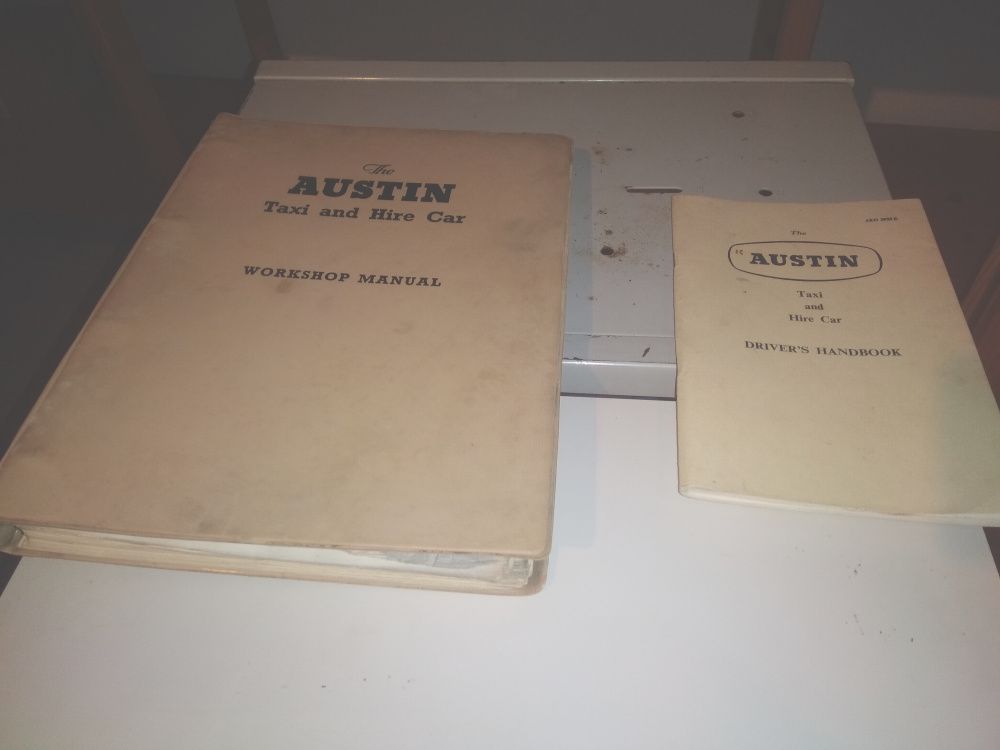 The
AUSTIN
Taxi and Hire Car
WORKSHOP MANUAL
The
AUSTIN
Taxi
and
Hire Car
DRIVER'S HANDBOOK